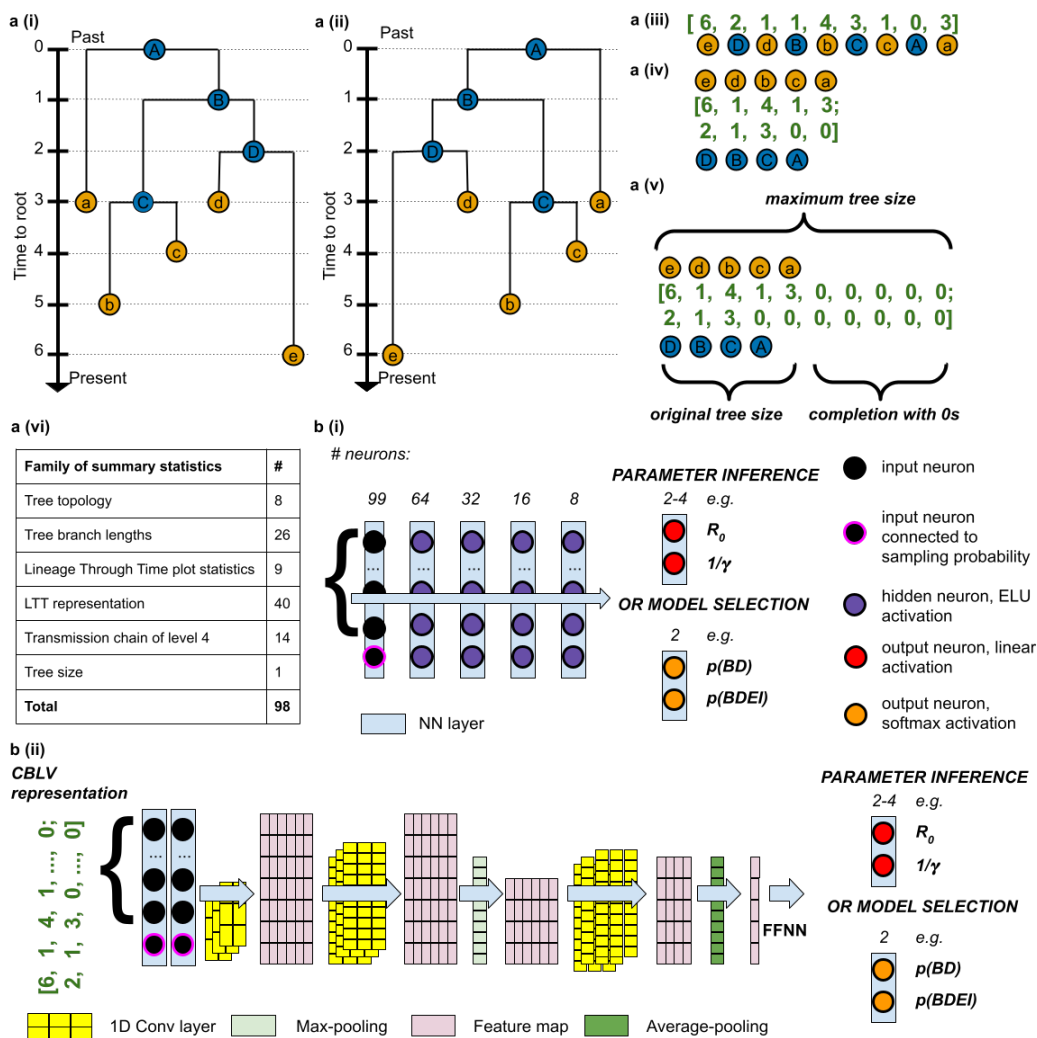 a (i)
Past
Time to root
0
1
2
3
4
5
6
A
B
D
a
C
d
c
b
e
Present
a (ii)
Past
Time to root
0
1
2
3
4
5
6
A
B
D
d
C
a
c
b
e
Present
a (iii)
[ 6, 2, 1, 1, 4, 3, 1, 0, 3]
e D d B b C c A a
a (iv)
e d b c a
[6, 1, 4, 1, 3;
2, 1, 3, 0, 0]
D B C A
a (v)
maximum tree size
e d b c a
[6, 1, 4, 1, 3, 0, 0, 0, 0, 0;
2, 1, 3, 0, 0, 0, 0, 0, 0, 0]
D B C A
original tree size
completion with 0s
a (vi)
Family of summary statistics #
Tree topology 8
Tree branch lengths 26
Lineage Through Time plot statistics 9
LTT representation 40
Transmission chain of level 4 14
Tree size 1
Total 98
b (i)
# neurons:
99 64 32 16 8
... ... ... ... ...
NN layer
PARAMETER INFERENCE
2-4 e.g.
R0
1/γ
OR MODEL SELECTION
2 e.g.
p(BD)
p(BDEI)
input neuron
input neuron
connected to
sampling probability
hidden neuron, ELU
activation
output neuron, linear
activation
output neuron,
softmax activation
b (ii)
CBLV
representation
[6, 1, 4, 1, ..., 0;
2, 1, 3, 0, ..., 0]
... ...
FFNN
PARAMETER INFERENCE
2-4 e.g.
R0
1/γ
OR MODEL SELECTION
2 e.g.
p(BD)
p(BDEI)
1D Conv layer
Max-pooling
Feature map
Average-pooling